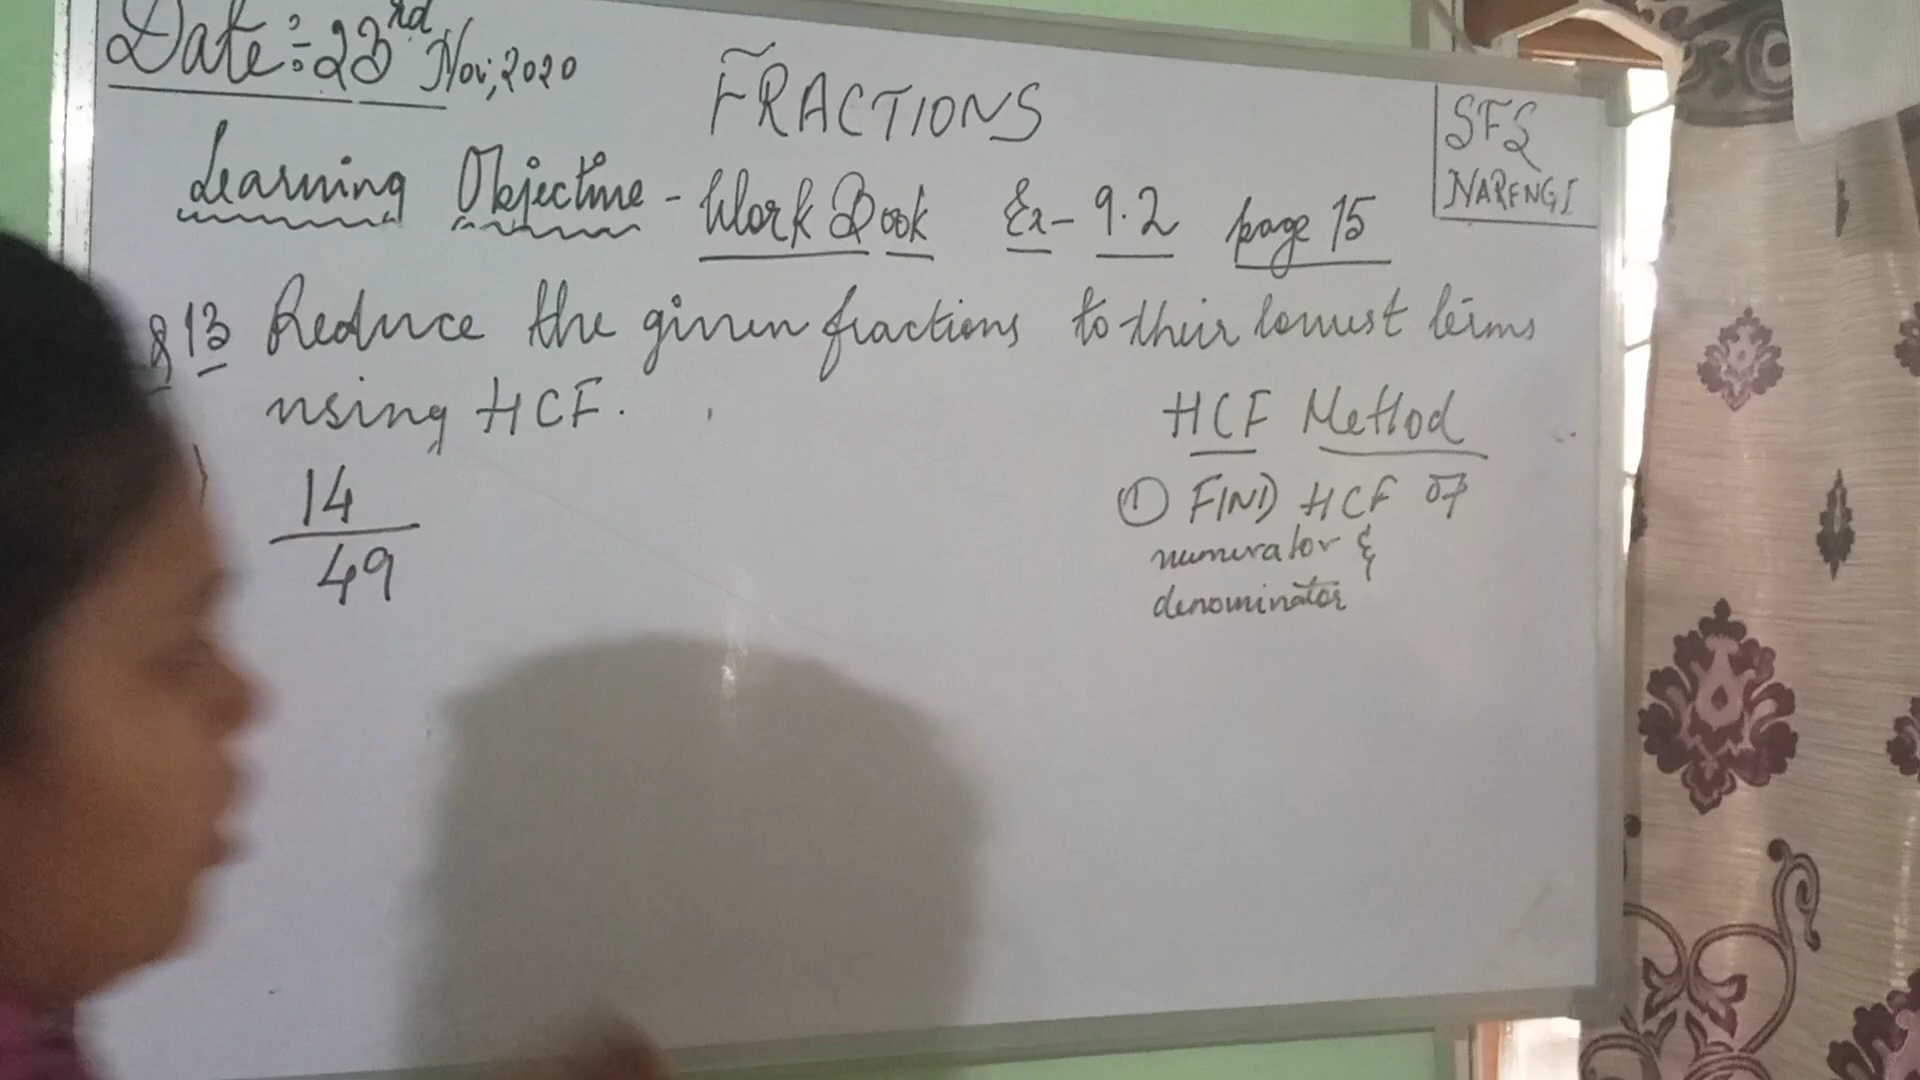 Date:- 23rd Nov, 2020
FRACTIONS
SFS
NARENGI
Learning Objective - Work Book Ex- 9.2 page 15
Q13 Reduce the given fractions to their lowest terms
using HCF.
HCF Method
① FIND HCF OF
numerator &
denominator
14
49